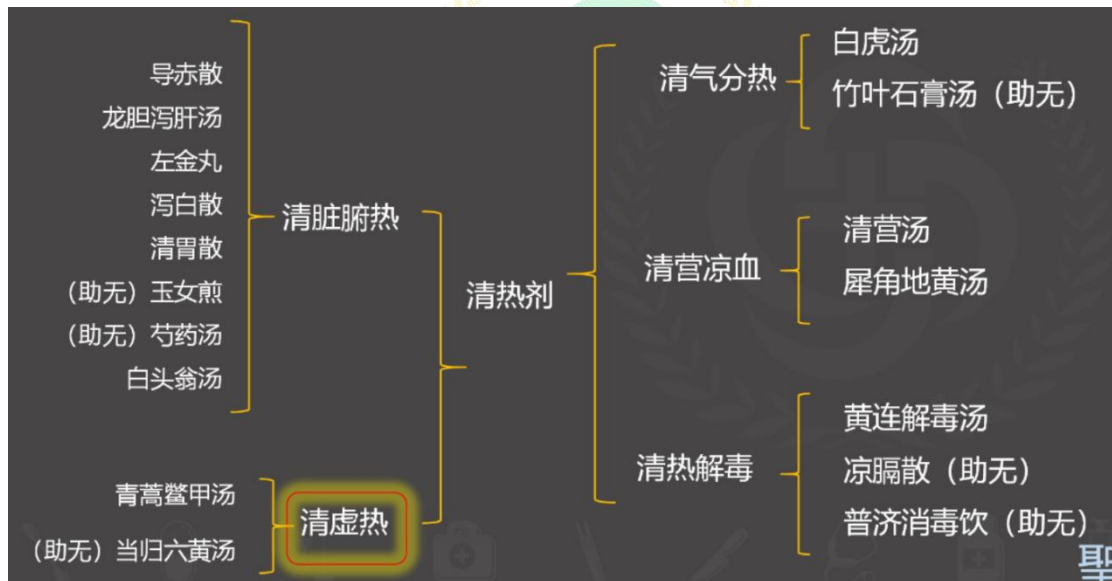 导赤散
龙胆泻肝汤
左金丸
泻白散
清胃散
（助无）玉女煎
（助无）芍药汤
白头翁汤
清脏腑热
青蒿鳖甲汤
（助无）当归六黄汤
清虚热
清热剂
清气分热
白虎汤
竹叶石膏汤（助无）
清营凉血
清营汤
犀角地黄汤
清热解毒
黄连解毒汤
凉膈散（助无）
普济消毒饮（助无）